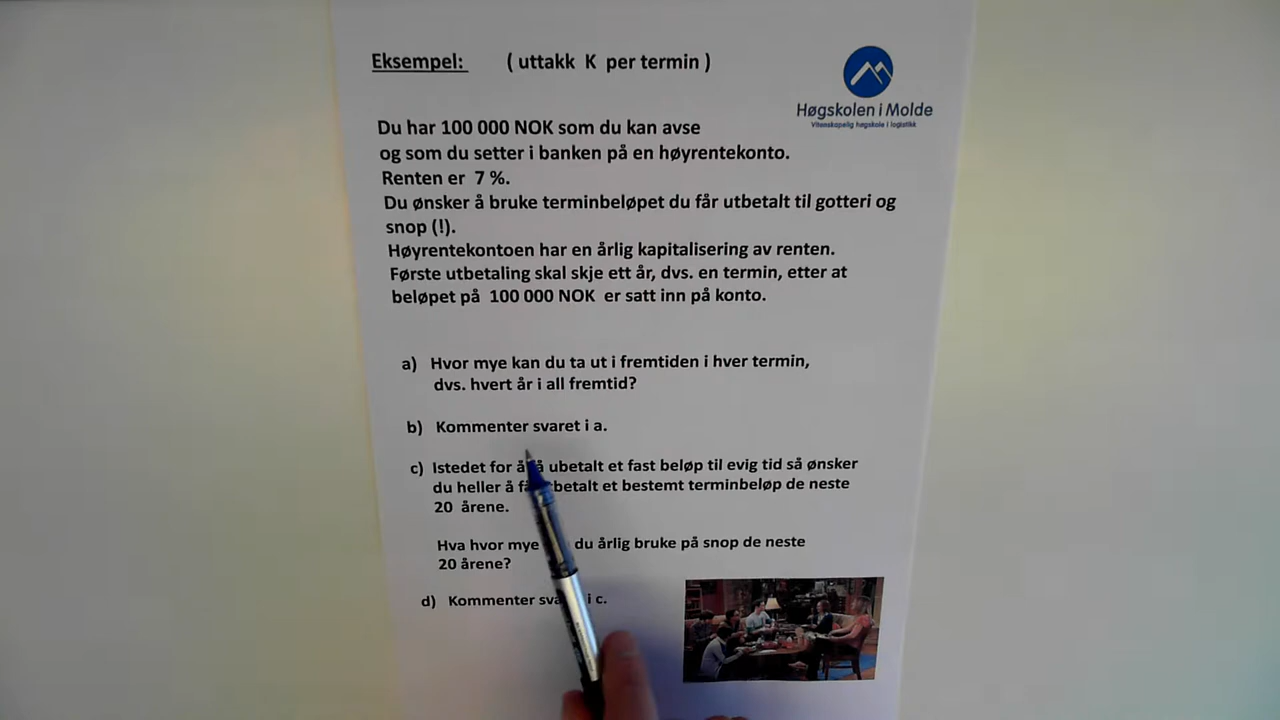 Eksempel: ( uttakk K per termin )
Høgskolen i Molde
Vitenskapelig høgskole i logistikk
Du har 100 000 NOK som du kan avse
og som du setter i banken på en høyrentekonto.
Renten er 7 %.
Du ønsker å bruke terminbeløpet du får utbetalt til gotteri og
snop (!).
Høyrentekontoen har en årlig kapitalisering av renten.
Første utbetaling skal skje ett år, dvs. en termin, etter at
beløpet på 100 000 NOK er satt inn på konto.
a) Hvor mye kan du ta ut i fremtiden i hver termin,
dvs. hvert år i all fremtid?
b) Kommenter svaret i a.
c) Istedet for å ubetalt et fast beløp til evig tid så ønsker
du heller å et bestemt terminbeløp de neste
20 årene.
Hva hvor mye du årlig bruke på snop de neste
20 årene?
d) Kommenter i c.